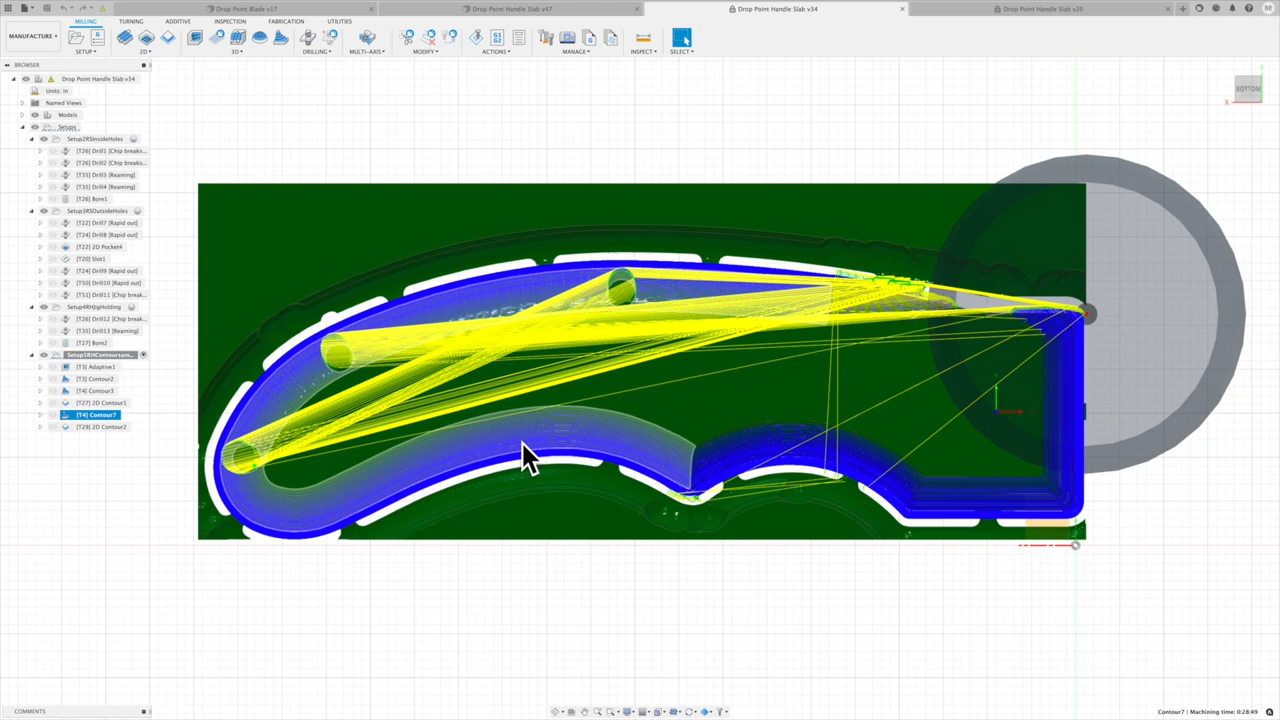 Drop Point Blade v17
Drop Point Handle Slab v47
Drop Point Handle Slab v34
Drop Point Handle Slab v20
MILLING
TURNING
ADDITIVE
INSPECTION
FABRICATION
UTILITIES
MANUFACTURE
G1
G2
SETUP
2D
3D
DRILLING
MULTI-AXIS
MODIFY
ACTIONS
MANAGE
INSPECT
SELECT
BROWSER
Drop Point Handle Slab v34
Units: in
Named Views
Models
Setups
Setup2RSInsideHoles
[T26] Drill1 [Chip breaki...
[T26] Drill2 [Chip breaki...
[T35] Drill3 [Reaming]
[T35] Drill4 [Reaming]
[T26] Bore1
Setup3RSOutsideHoles
[T22] Drill7 [Rapid out]
[T24] Drill8 [Rapid out]
[T22] 2D Pocket4
[T20] Slot1
[T24] Drill9 [Rapid out]
[T50] Drill10 [Rapid out]
[T51] Drill11 [Chip break...
Setup4RHJigHolding
[T26] Drill12 [Chip break...
[T35] Drill13 [Reaming]
[T27] Bore2
Setup5RHContoursan...
[T3] Adaptive1
[T3] Contour2
[T4] Contour3
[T27] 2D Contour1
[T4] Contour7
[T29] 2D Contour2
BOTTOM
X
COMMENTS
Contour7 | Machining time: 0:28:49